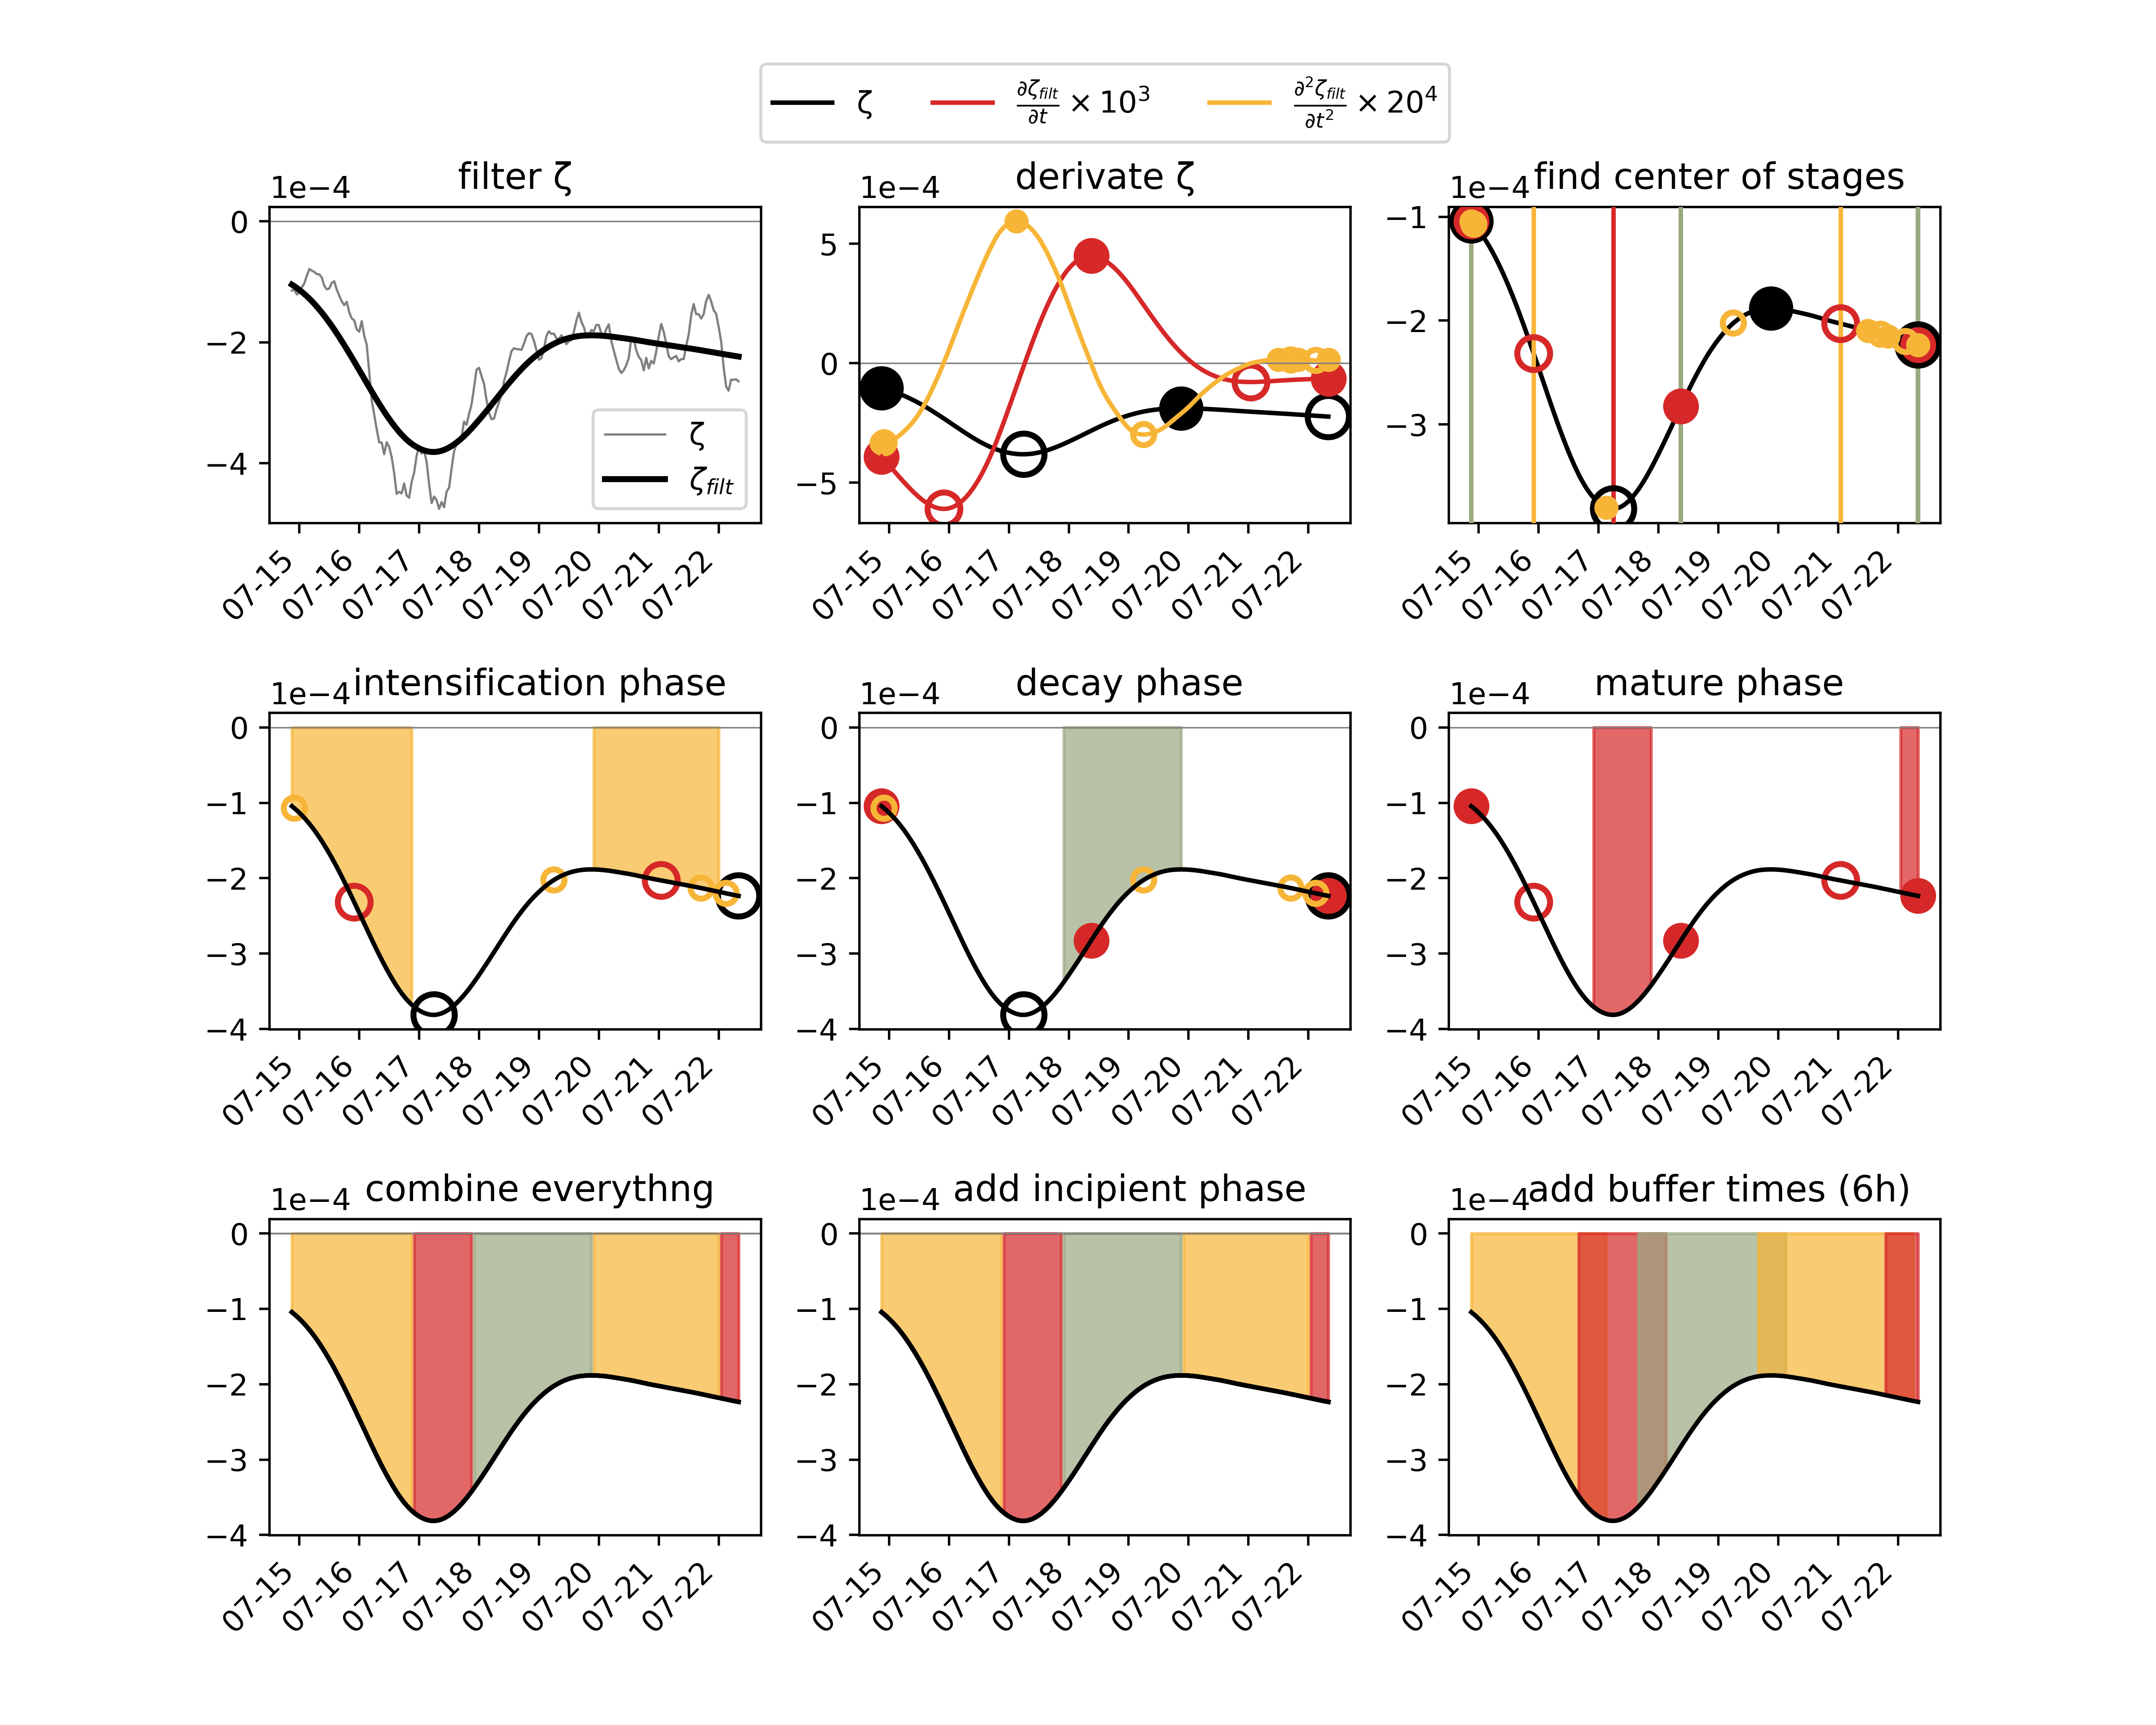 ζ ∂ζ_filt/∂t × 10³ ∂²ζ_filt/∂t² × 20⁴
filter ζ
1e−4
0
−2
−4
ζ
ζ_filt
07-15 07-16 07-17 07-18 07-19 07-20 07-21 07-22
derivate ζ
1e−4
5
0
−5
07-15 07-16 07-17 07-18 07-19 07-20 07-21 07-22
find center of stages
1e−4
−1
−2
−3
07-15 07-16 07-17 07-18 07-19 07-20 07-21 07-22
intensification phase
1e−4
0
−1
−2
−3
−4
07-15 07-16 07-17 07-18 07-19 07-20 07-21 07-22
decay phase
1e−4
0
−1
−2
−3
−4
07-15 07-16 07-17 07-18 07-19 07-20 07-21 07-22
mature phase
1e−4
0
−1
−2
−3
−4
07-15 07-16 07-17 07-18 07-19 07-20 07-21 07-22
combine everythng
1e−4
0
−1
−2
−3
−4
07-15 07-16 07-17 07-18 07-19 07-20 07-21 07-22
add incipient phase
1e−4
0
−1
−2
−3
−4
07-15 07-16 07-17 07-18 07-19 07-20 07-21 07-22
add buffer times (6h)
1e−4
0
−1
−2
−3
−4
07-15 07-16 07-17 07-18 07-19 07-20 07-21 07-22